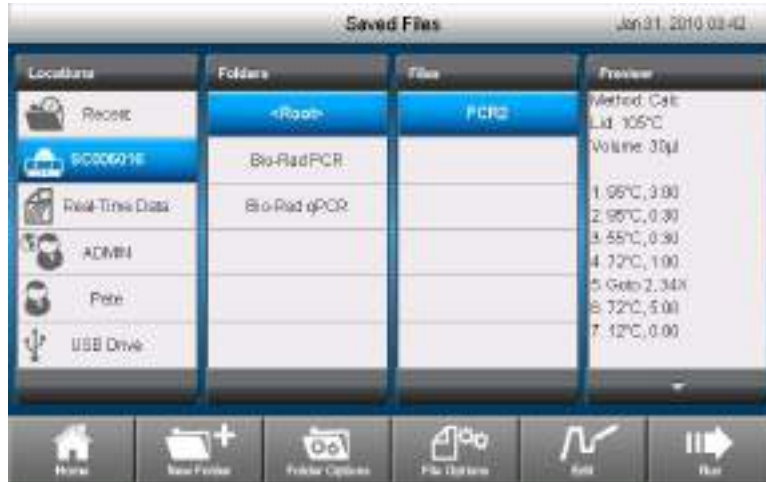 Saved Files
Jan 31, 2010 03:42
Locations
Folders
Files
Preview
Recent
SC006016
Real-Time Data
ADMIN
Pete
USB Drive
<Root>
Bio-Rad PCR
Bio-Rad qPCR
PCR2
Method: Calc
Lid: 105°C
Volume: 30µl
1. 95°C, 3:00
2. 95°C, 0:30
3. 55°C, 0:30
4. 72°C, 1:00
5. Goto 2, 34X
6. 72°C, 5:00
7. 12°C, 0:00
Home
New Folder
Folder Options
File Options
Edit
Run